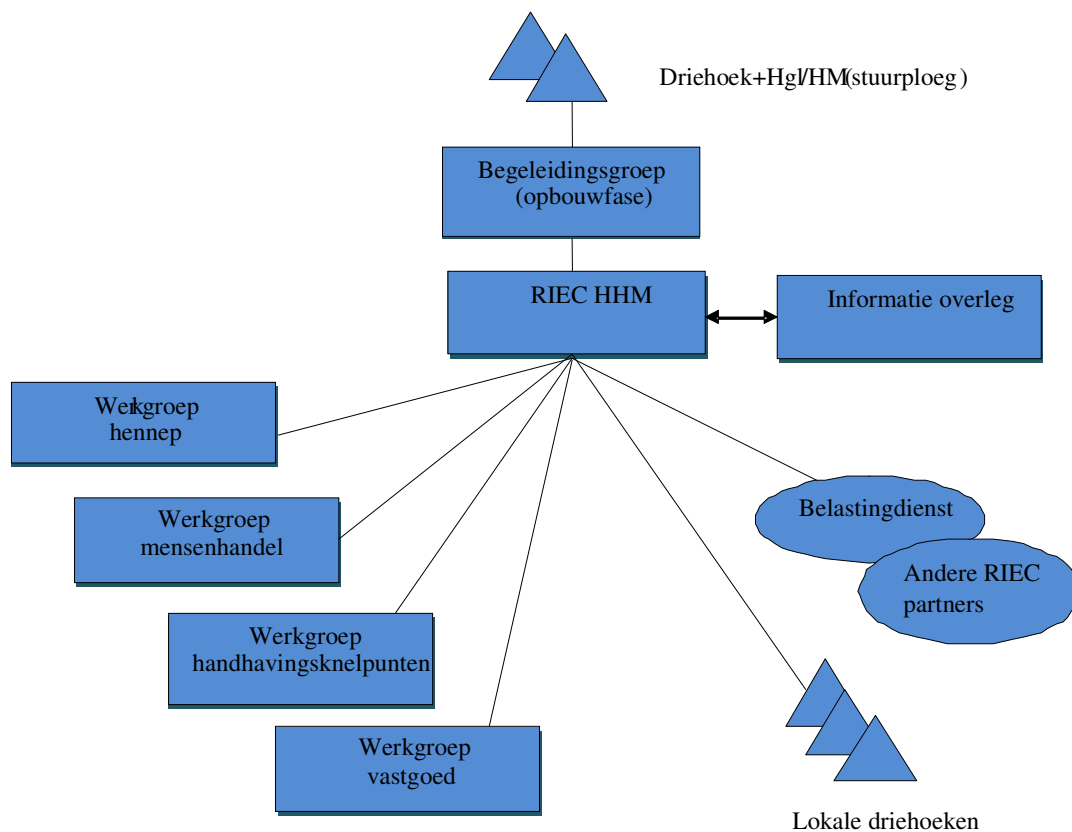 Driehoek+Hgl/HM(stuurploeg)
Begeleidingsgroep
(opbouwfase)
RIEC HHM
Informatie overleg
Werkgroep
hennep
Werkgroep
mensenhandel
Werkgroep
handhavingsknelpunten
Werkgroep
vastgoed
Belastingdienst
Andere RIEC
partners
Lokale driehoeken